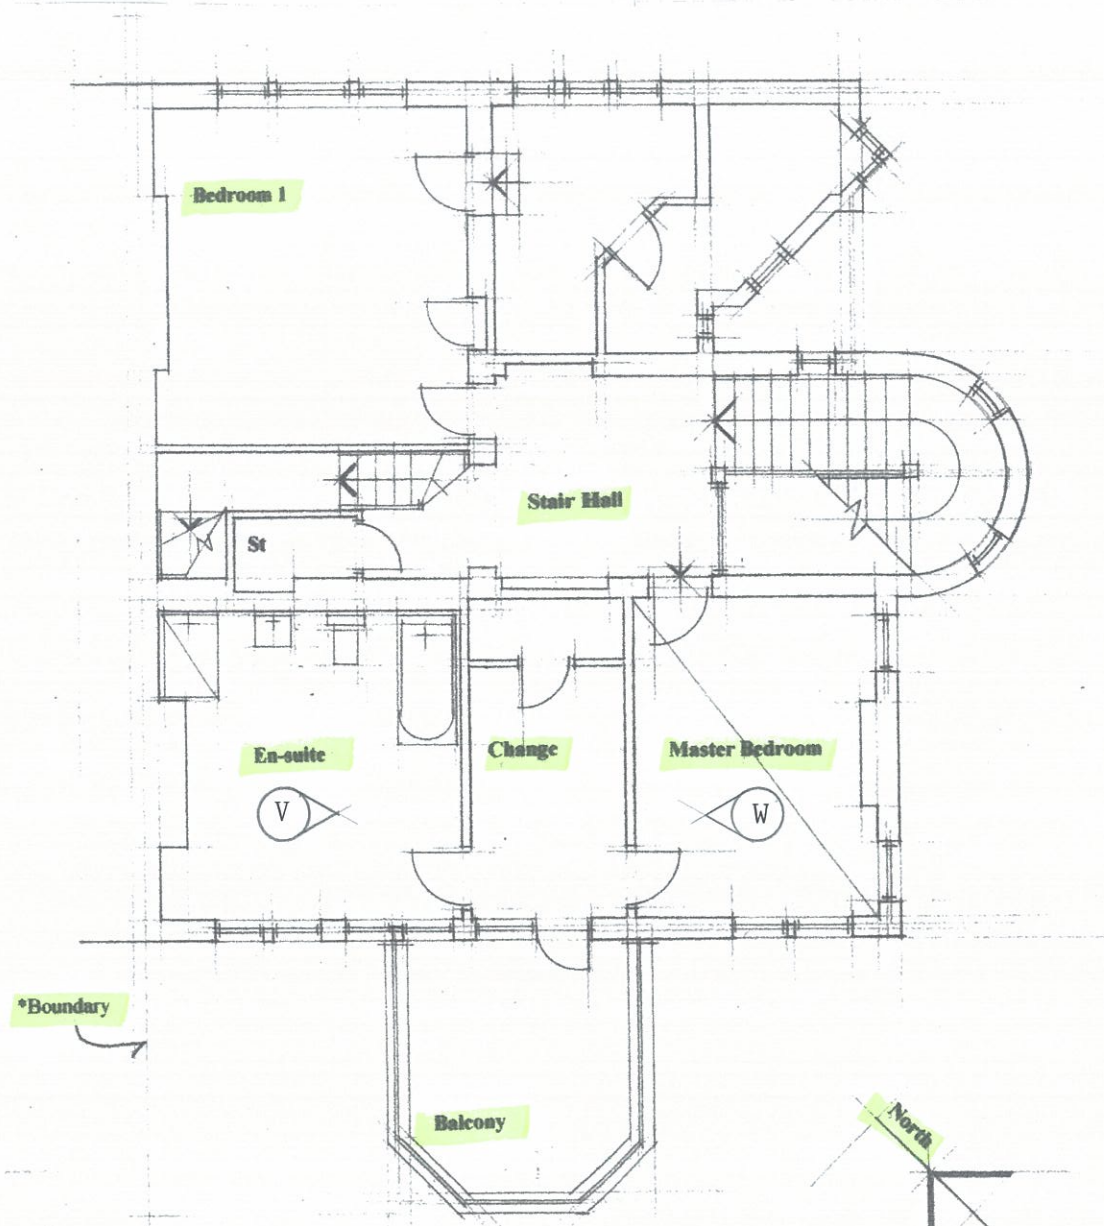 Bedroom 1
Stair Hall
St
En-suite
Change
Master Bedroom
V
W
*Boundary
Balcony
North